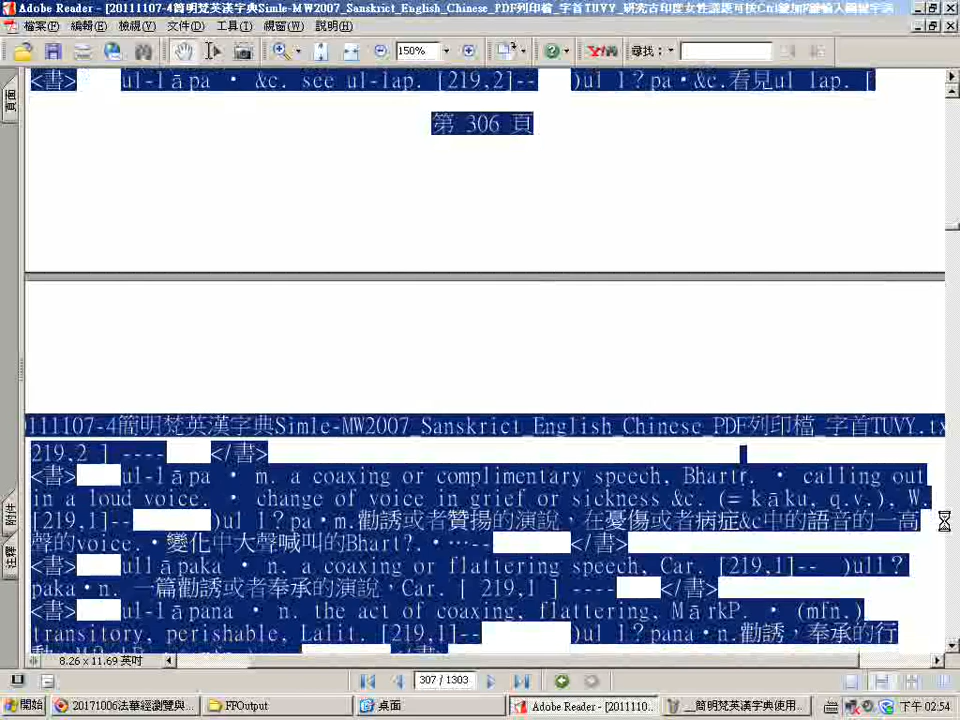 Adobe Reader - [20111107-4簡明梵英漢字典Simle-MW2007_Sanskrict_English_Chinese_PDF列印檔_字首TUVY_研究古印度女性議題可按Ctrl鍵加F鍵輸入關鍵字
檔案(F) 編輯(E) 檢視(V) 文件(D) 工具(T) 視窗(W) 說明(H)
150% 尋找:
頁面
<書> ul-lāpa · &c. see ul-lap. [219,2]-- )ul l?pa·&c.看見ul lap. [
第 306 頁
111107-4簡明梵英漢字典Simle-MW2007_Sanskrict_English_Chinese_PDF列印檔_字首TUVY.tx
219,2 ] ---- </書>
<書> ul-lāpa · m. a coaxing or complimentary speech, Bhartr. · calling out
in a loud voice. · change of voice in grief or sickness &c. (= kāku, q.v.), W.
[219,1]-- )ul l?pa·m.勸誘或者贊揚的演說，在憂傷或者病症&c中的語音的一高
聲的voice.·變化中大聲喊叫的Bhart?.·…-- </書>
<書> ullāpaka · n. a coaxing or flattering speech, Car. [219,1]-- )ull?
paka·n. 一篇勸誘或者奉承的演說，Car. [ 219,1] ---- </書>
<書> ul-lāpana · n. the act of coaxing, flattering, MārkP. · (mfn.)
transitory, perishable, Lalit. [219,1]-- )ul l?pana·n.勸誘，奉承的行
附件
註釋
8.26 x 11.69 英吋
307 / 1303
開始
20171006法華經瀏覽與...
FFOutput
桌面
Adobe Reader - [201110...
__簡明梵英字典使用...
下午 02:54